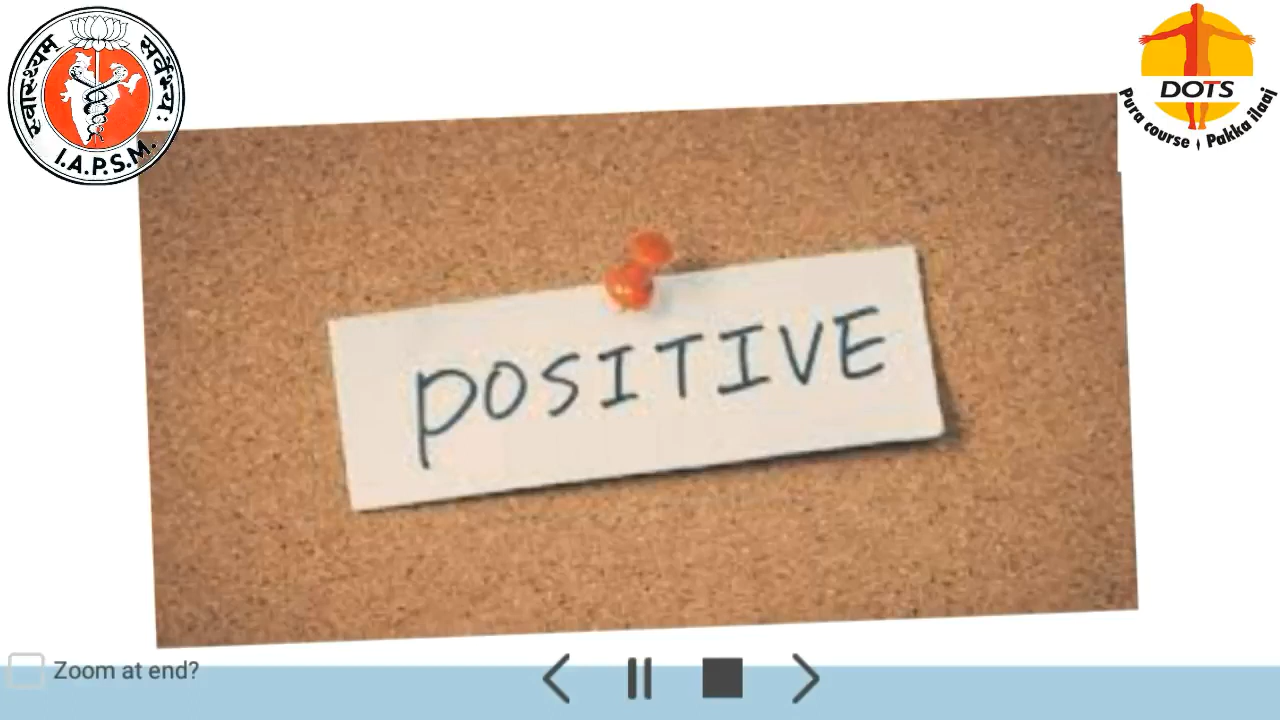 स्वास्थ्यम् सर्वेभ्यः
I.A.P.S.M.
DOTS
Pura course Pakka ilaaj
POSITIVE
Zoom at end?